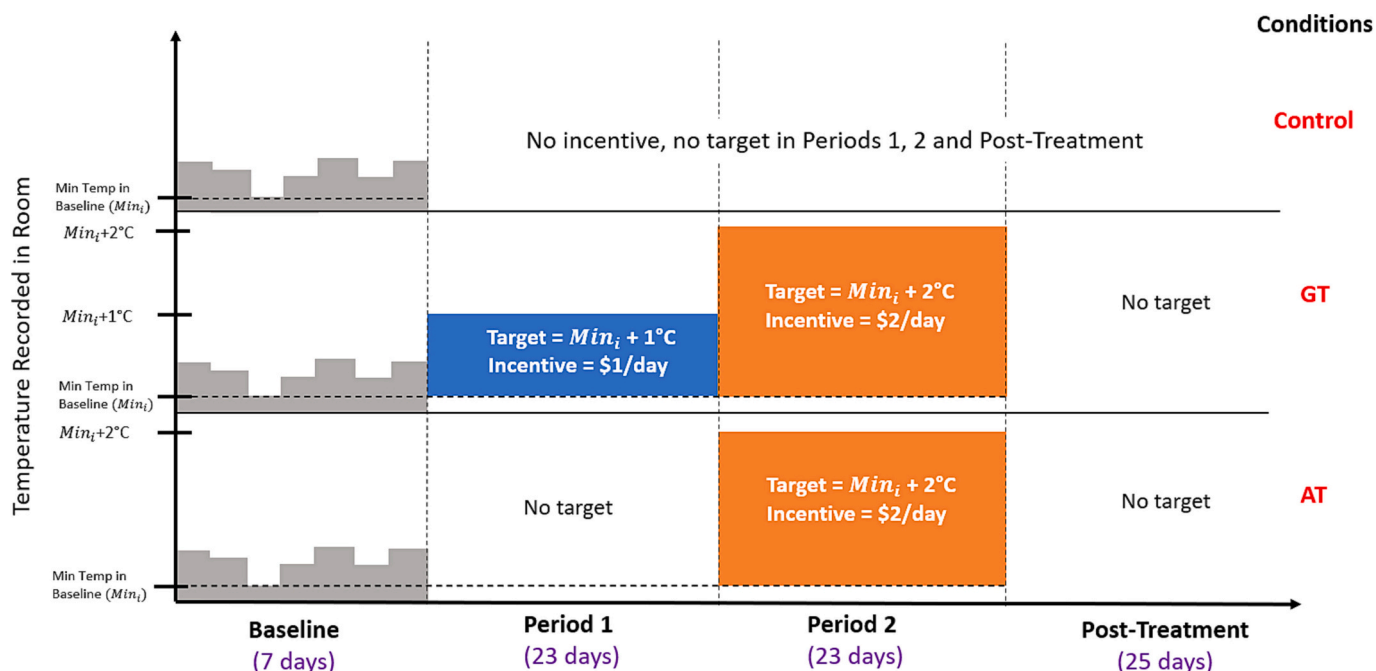 Conditions
Control
No incentive, no target in Periods 1, 2 and Post-Treatment
Temperature Recorded in Room
Min Temp in
Baseline (Minᵢ)
Minᵢ+2°C
Minᵢ+1°C
Min Temp in
Baseline (Minᵢ)
Target = Minᵢ + 1°C
Incentive = $1/day
Target = Minᵢ + 2°C
Incentive = $2/day
No target
GT
Minᵢ+2°C
Min Temp in
Baseline (Minᵢ)
No target
Target = Minᵢ + 2°C
Incentive = $2/day
No target
AT
Baseline
(7 days)
Period 1
(23 days)
Period 2
(23 days)
Post-Treatment
(25 days)